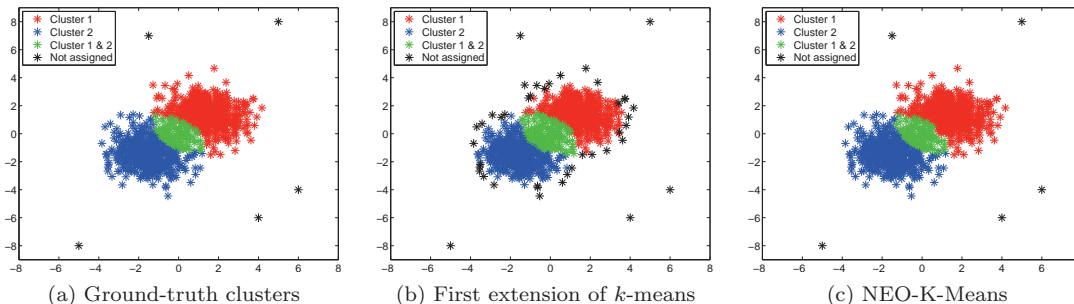 Cluster 1
Cluster 2
Cluster 1 & 2
Not assigned
8
6
4
2
0
−2
−4
−6
−8
−8 −6 −4 −2 0 2 4 6 8
(a) Ground-truth clusters
Cluster 1
Cluster 2
Cluster 1 & 2
Not assigned
8
6
4
2
0
−2
−4
−6
−8
−8 −6 −4 −2 0 2 4 6 8
(b) First extension of k-means
Cluster 1
Cluster 2
Cluster 1 & 2
Not assigned
8
6
4
2
0
−2
−4
−6
−8
−8 −6 −4 −2 0 2 4 6
(c) NEO-K-Means